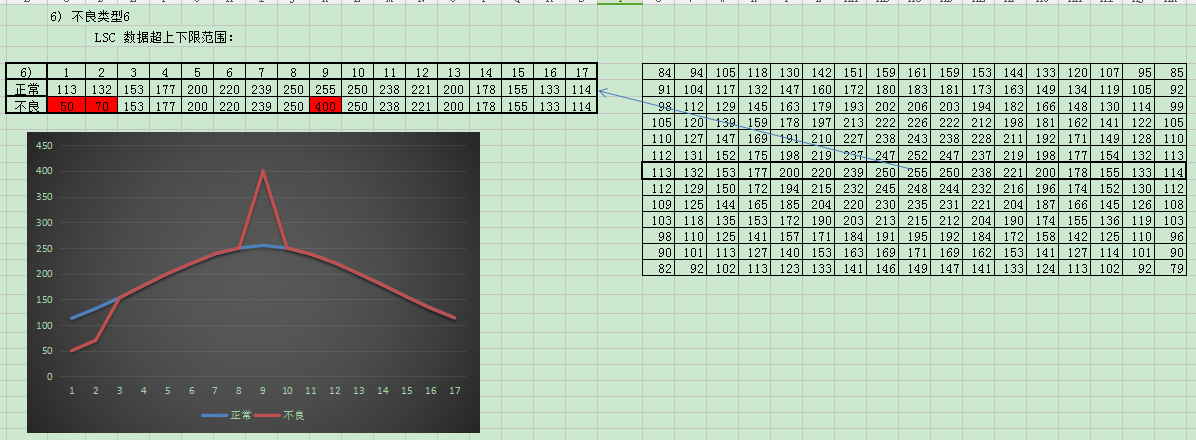 6) 不良类型6
LSC 数据超上下限范围:
6) 1 2 3 4 5 6 7 8 9 10 11 12 13 14 15 16 17
正常 113 132 153 177 200 220 239 250 255 250 238 221 200 178 155 133 114
不良 50 70 153 177 200 220 239 250 400 250 238 221 200 178 155 133 114
84 94 105 118 130 142 151 159 161 159 153 144 133 120 107 95 85
91 104 117 132 147 160 172 180 183 181 173 163 149 134 119 105 92
98 112 129 145 163 179 193 202 206 203 194 182 166 148 130 114 99
105 120 139 159 178 197 213 222 226 222 212 198 181 162 141 122 105
110 127 147 169 191 210 227 238 243 238 228 211 192 171 149 128 110
112 131 152 175 198 219 237 247 252 247 237 219 198 177 154 132 113
113 132 153 177 200 220 239 250 255 250 238 221 200 178 155 133 114
112 129 150 172 194 215 232 245 248 244 232 216 196 174 152 130 112
109 125 144 165 185 204 220 230 235 231 221 204 187 166 145 126 108
103 118 135 153 172 190 203 213 215 212 204 190 174 155 136 119 103
98 110 125 141 157 171 184 191 195 192 184 172 158 142 125 110 96
90 101 113 127 140 153 163 169 171 169 162 153 141 127 114 101 90
82 92 102 113 123 133 141 146 149 147 141 133 124 113 102 92 79
450
400
350
300
250
200
150
100
50
0
1 2 3 4 5 6 7 8 9 10 11 12 13 14 15 16 17
正常 不良